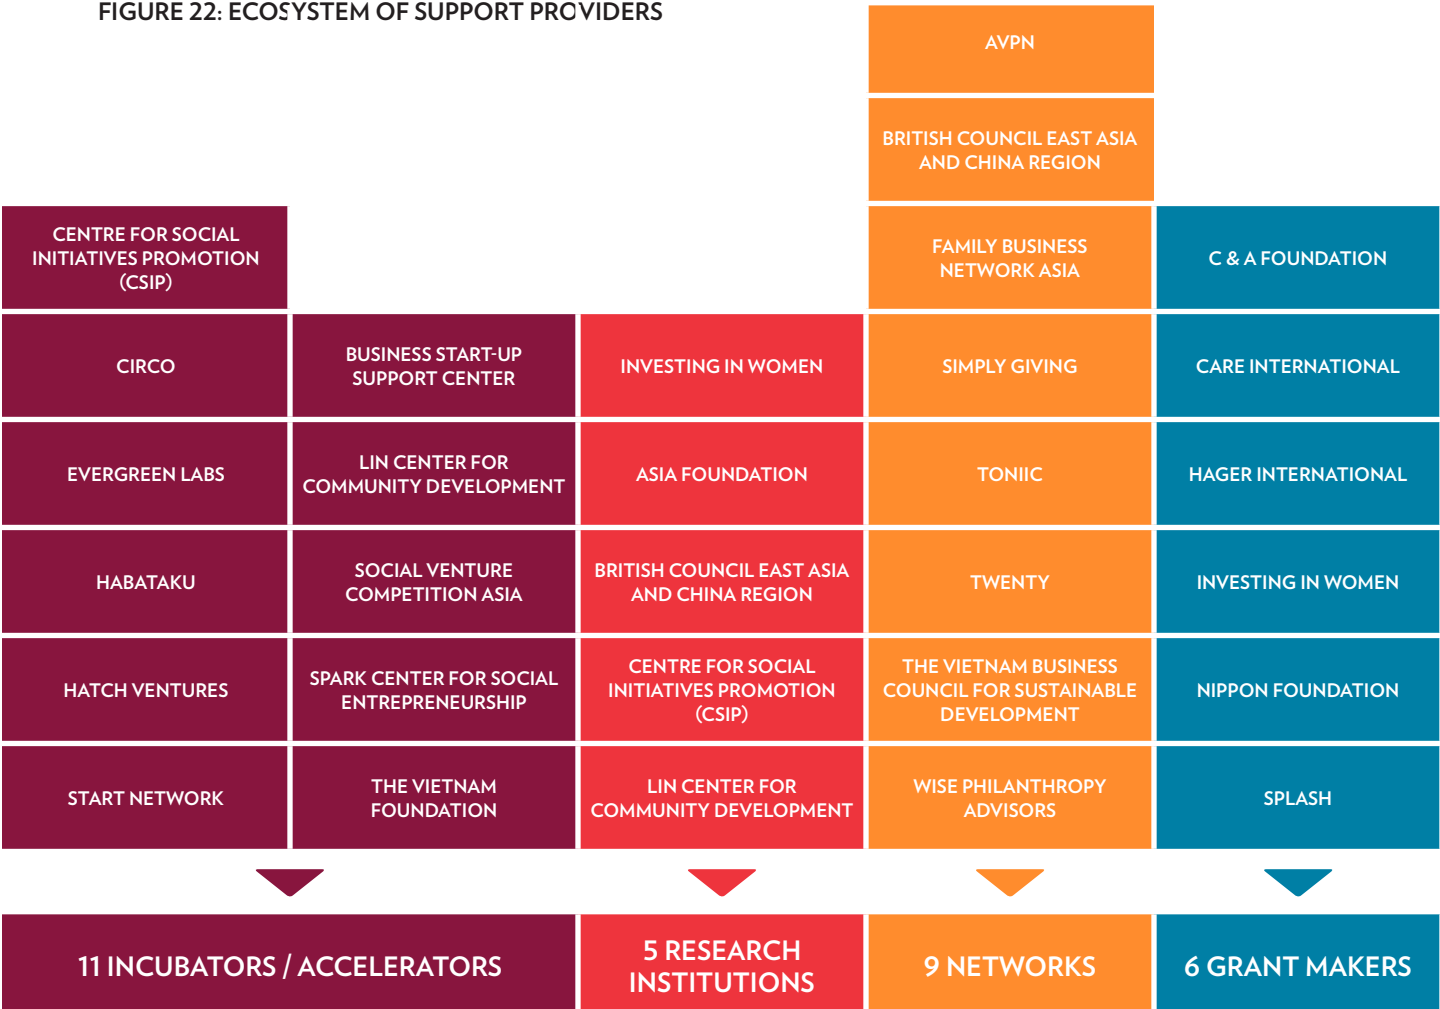 FIGURE 22: ECOSYSTEM OF SUPPORT PROVIDERS
CENTRE FOR SOCIAL
INITIATIVES PROMOTION
(CSIP)
CIRCO
EVERGREEN LABS
HABATAKU
HATCH VENTURES
START NETWORK
BUSINESS START-UP
SUPPORT CENTER
LIN CENTER FOR
COMMUNITY DEVELOPMENT
SOCIAL VENTURE
COMPETITION ASIA
SPARK CENTER FOR SOCIAL
ENTREPRENEURSHIP
THE VIETNAM
FOUNDATION
11 INCUBATORS / ACCELERATORS
INVESTING IN WOMEN
ASIA FOUNDATION
BRITISH COUNCIL EAST ASIA
AND CHINA REGION
CENTRE FOR SOCIAL
INITIATIVES PROMOTION
(CSIP)
LIN CENTER FOR
COMMUNITY DEVELOPMENT
5 RESEARCH
INSTITUTIONS
AVPN
BRITISH COUNCIL EAST ASIA
AND CHINA REGION
FAMILY BUSINESS
NETWORK ASIA
SIMPLY GIVING
TONIIC
TWENTY
THE VIETNAM BUSINESS
COUNCIL FOR SUSTAINABLE
DEVELOPMENT
WISE PHILANTHROPY
ADVISORS
9 NETWORKS
C & A FOUNDATION
CARE INTERNATIONAL
HAGER INTERNATIONAL
INVESTING IN WOMEN
NIPPON FOUNDATION
SPLASH
6 GRANT MAKERS